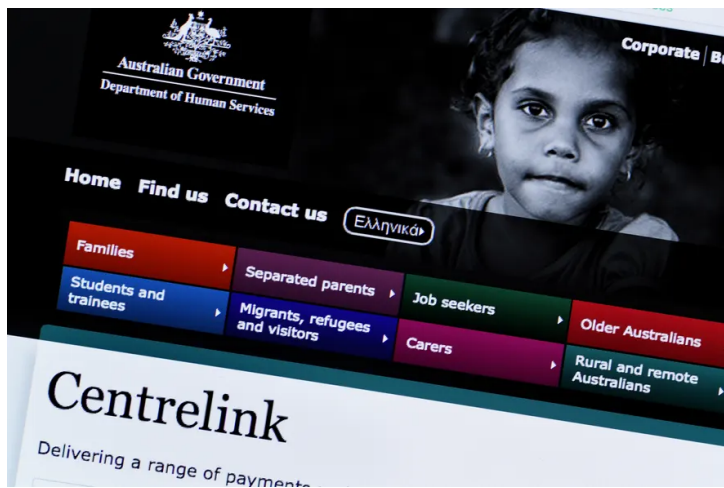 Australian Government
Department of Human Services
Corporate
Home Find us Contact us Ελληνικά
Families
Separated parents
Job seekers
Older Australians
Students and
trainees
Migrants, refugees
and visitors
Carers
Rural and remote
Australians
Centrelink
Delivering a range of payments